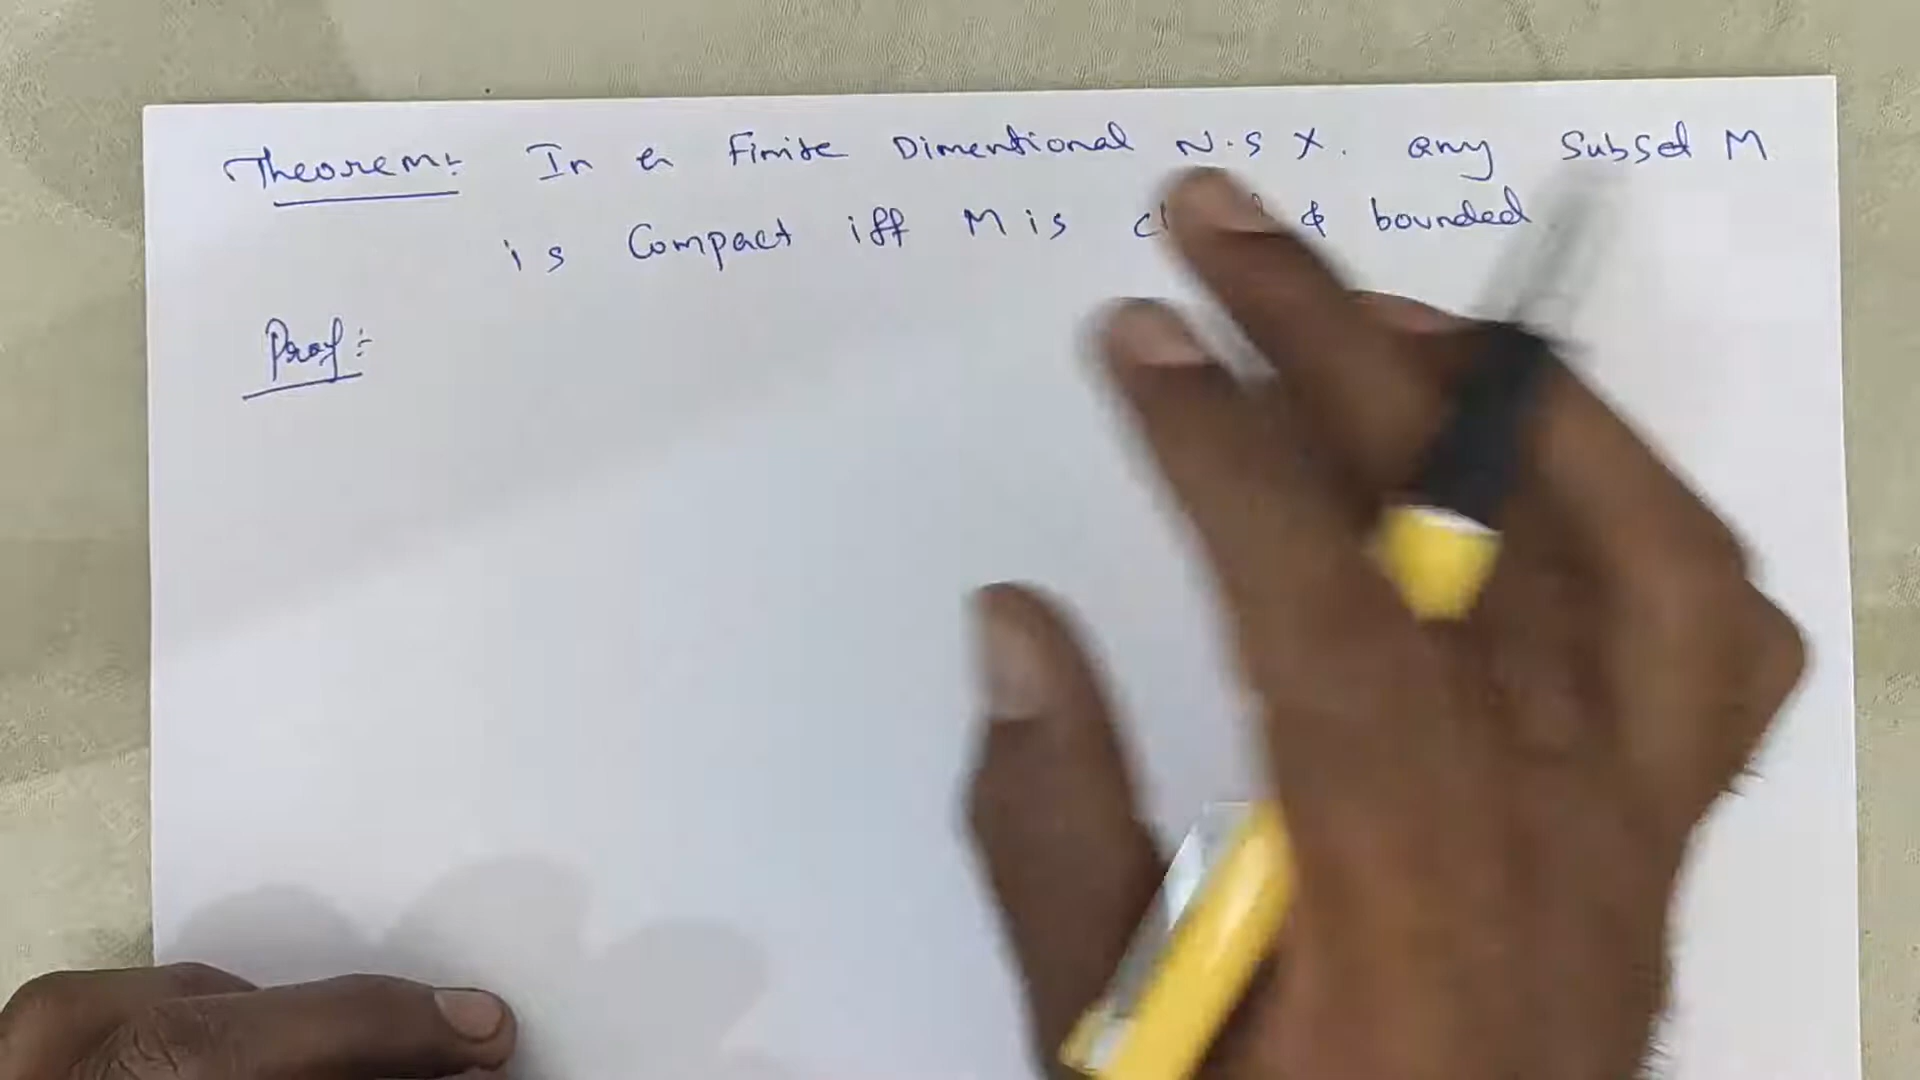 Theorem:- In a Finite Dimentional N.S X. any Subset M
is Compact iff M is & bounded
Proof:-